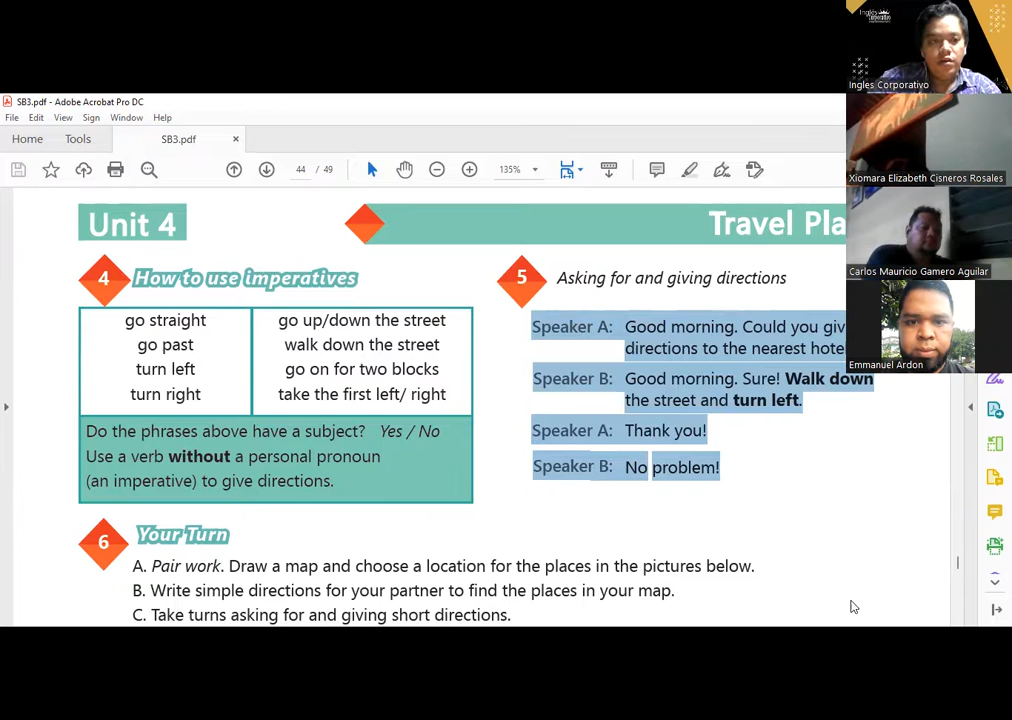 Inglés
Corporativo
Ingles Corporativo
Xiomara Elizabeth Cisneros Rosales
Carlos Mauricio Gamero Aguilar
Emmanuel Ardon
SB3.pdf - Adobe Acrobat Pro DC
File Edit View Sign Window Help
Home Tools SB3.pdf ×
44 / 49 135%
Unit 4 Travel Pla
4 How to use imperatives
go straight go up/down the street
go past walk down the street
turn left go on for two blocks
turn right take the first left/ right
Do the phrases above have a subject? Yes / No
Use a verb without a personal pronoun
(an imperative) to give directions.
5 Asking for and giving directions
Speaker A: Good morning. Could you giv
directions to the nearest hote
Speaker B: Good morning. Sure! Walk down
the street and turn left.
Speaker A: Thank you!
Speaker B: No problem!
6 Your Turn
A. Pair work. Draw a map and choose a location for the places in the pictures below.
B. Write simple directions for your partner to find the places in your map.
C. Take turns asking for and giving short directions.